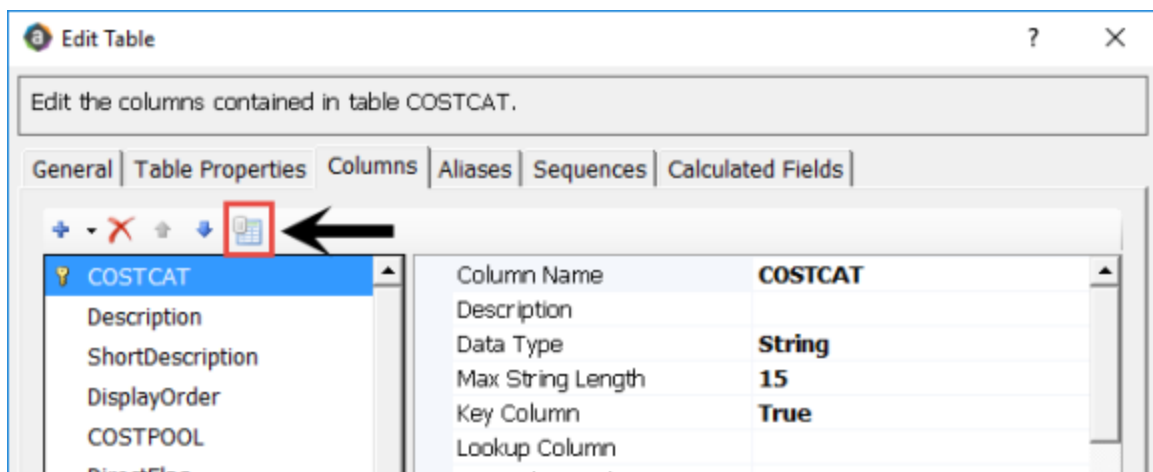 Edit Table
?
Edit the columns contained in table COSTCAT.
General Table Properties Columns Aliases Sequences Calculated Fields
COSTCAT
Description
ShortDescription
DisplayOrder
COSTPOOL
Column Name COSTCAT
Description
Data Type String
Max String Length 15
Key Column True
Lookup Column